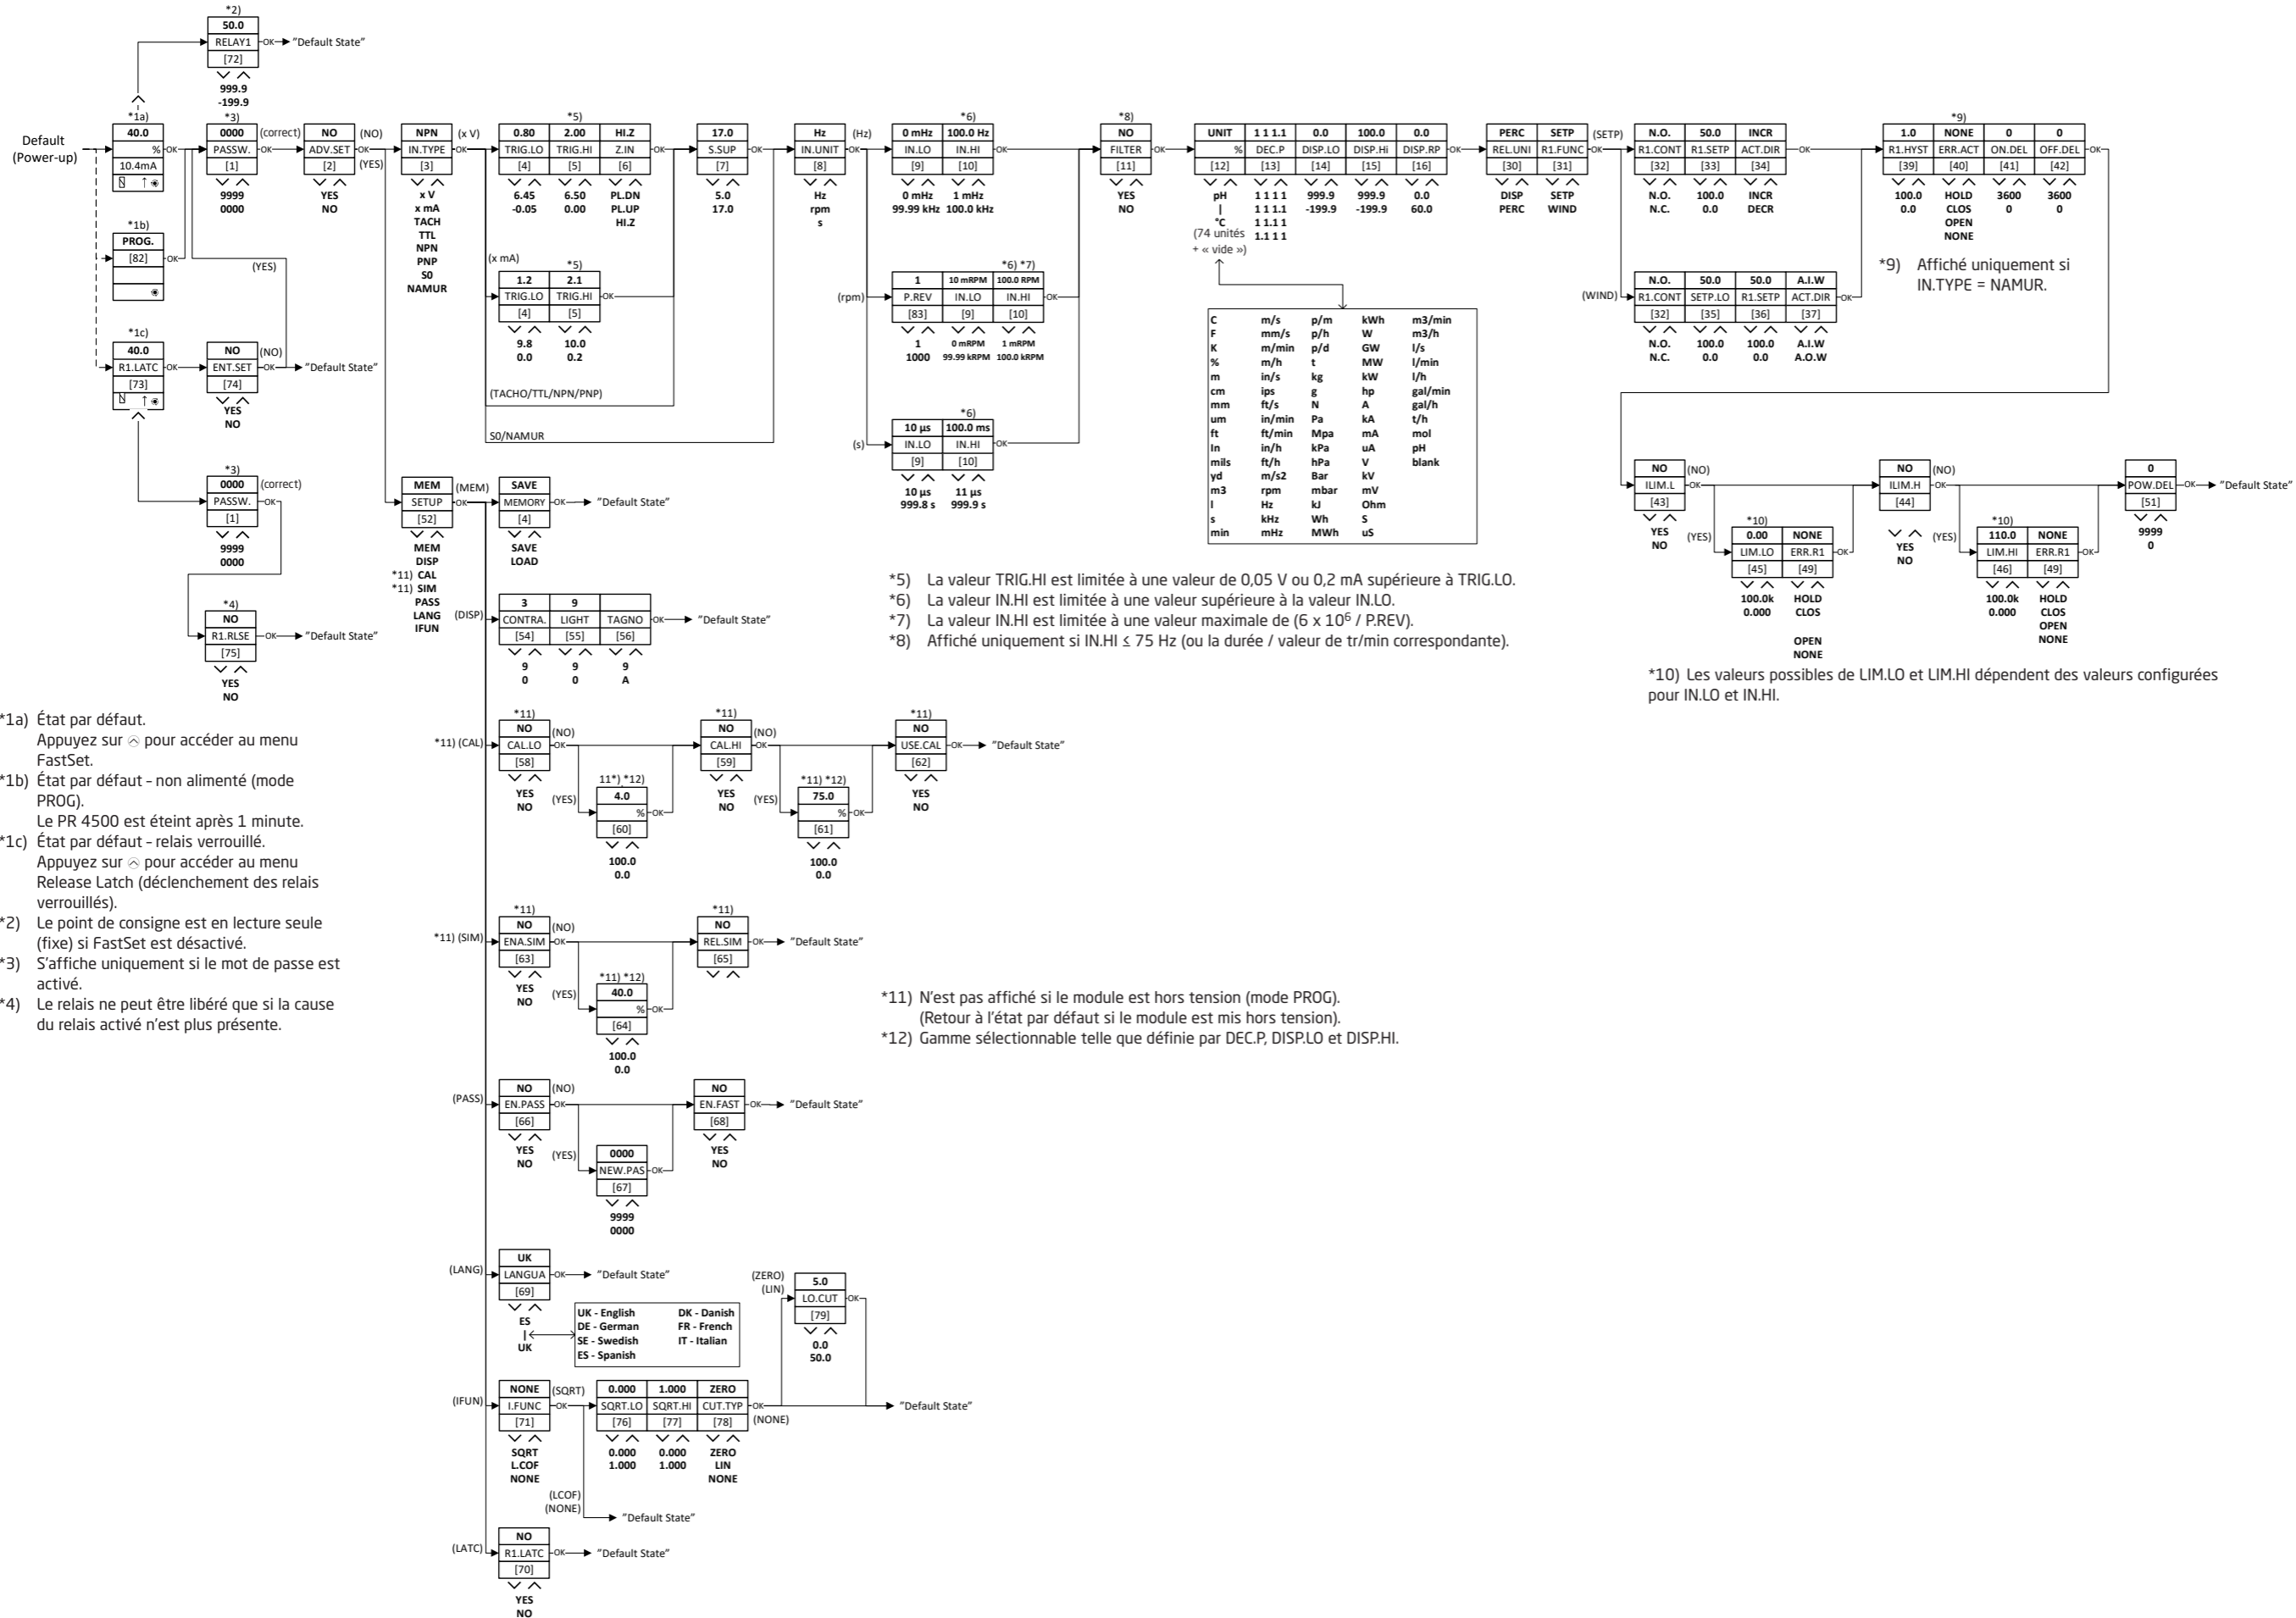 *2)
50.0
RELAY1 OK "Default State"
[72]
999.9
-199.9
Default
(Power-up)
*1a)
40.0
% OK
10.4mA
*3)
0000 (correct)
PASSW. OK
[1]
9999
0000
NO (NO)
ADV.SET OK
[2] (YES)
YES
NO
NPN (x V)
IN.TYPE OK
[3]
x V
x mA
TACH
TTL
NPN
PNP
S0
NAMUR
*5)
0.80 2.00 HI.Z
TRIG.LO TRIG.HI Z.IN OK
[4] [5] [6]
6.45 6.50 PL.DN
-0.05 0.00 PL.UP
HI.Z
17.0
S.SUP OK
[7]
5.0
17.0
Hz (Hz)
IN.UNIT OK
[8]
Hz
rpm
s
*6)
0 mHz 100.0 Hz
IN.LO IN.HI OK
[9] [10]
0 mHz 1 mHz
99.99 kHz 100.0 kHz
*8)
NO
FILTER OK
[11]
YES
NO
UNIT 1 1 1.1 0.0 100.0 0.0
% DEC.P DISP.LO DISP.Hi DISP.RP OK
[12] [13] [14] [15] [16]
pH 1 1 1 1 999.9 999.9 0.0
| 1 1 1.1 -199.9 -199.9 60.0
°C 1 1.1 1
(74 unités 1.1 1 1
+ « vide »)
PERC SETP (SETP)
REL.UNI R1.FUNC OK
[30] [31]
DISP SETP
PERC WIND
N.O. 50.0 INCR
R1.CONT R1.SETP ACT.DIR OK
[32] [33] [34]
N.O. 100.0 INCR
N.C. 0.0 DECR
*9)
1.0 NONE 0 0
R1.HYST ERR.ACT ON.DEL OFF.DEL OK
[39] [40] [41] [42]
100.0 HOLD 3600 3600
0.0 CLOS 0 0
OPEN
NONE
*9) Affiché uniquement si
IN.TYPE = NAMUR.
*1b)
PROG.
[82] OK
(YES)
(x mA)
*5)
1.2 2.1
TRIG.LO TRIG.HI OK
[4] [5]
9.8 10.0
0.0 0.2
(TACHO/TTL/NPN/PNP)
S0/NAMUR
(rpm)
*6) *7)
1 10 mRPM 100.0 RPM
P.REV IN.LO IN.HI OK
[83] [9] [10]
1 0 mRPM 1 mRPM
1000 99.99 kRPM 100.0 kRPM
(WIND)
N.O. 50.0 50.0 A.I.W
R1.CONT SETP.LO R1.SETP ACT.DIR OK
[32] [35] [36] [37]
N.O. 100.0 100.0 A.I.W
N.C. 0.0 0.0 A.O.W
*1c)
40.0
R1.LATC OK
[73]
NO (NO)
ENT.SET OK "Default State"
[74]
YES
NO
(s)
*6)
10 µs 100.0 ms
IN.LO IN.HI OK
[9] [10]
10 µs 11 µs
999.8 s 999.9 s
C m/s p/m kWh m3/min
F mm/s p/h W m3/h
K m/min p/d GW l/s
% m/h t MW l/min
m in/s kg kW l/h
cm ips g hp gal/min
mm ft/s N A gal/h
um in/min Pa kA t/h
ft ft/min Mpa mA mol
In in/h kPa uA pH
mils ft/h hPa V blank
yd m/s2 Bar kV
m3 rpm mbar mV
l Hz kJ Ohm
s kHz Wh S
min mHz MWh uS
*3)
0000 (correct)
PASSW. OK
[1]
9999
0000
*4)
NO
R1.RLSE OK "Default State"
[75]
YES
NO
MEM (MEM)
SETUP OK
[52]
MEM
DISP
*11) CAL
*11) SIM
PASS
LANG
IFUN
SAVE
MEMORY OK "Default State"
[4]
SAVE
LOAD
NO (NO)
ILIM.L OK
[43]
YES (YES)
NO
*10)
0.00 NONE
LIM.LO ERR.R1 OK
[45] [49]
100.0k HOLD
0.000 CLOS
OPEN
NONE
NO (NO)
ILIM.H OK
[44]
YES (YES)
NO
*10)
110.0 NONE
LIM.HI ERR.R1 OK
[46] [49]
100.0k HOLD
0.000 CLOS
OPEN
NONE
0
POW.DEL OK "Default State"
[51]
9999
0
(DISP)
3 9
CONTRA. LIGHT TAGNO OK "Default State"
[54] [55] [56]
9 9 9
0 0 A
*5) La valeur TRIG.HI est limitée à une valeur de 0,05 V ou 0,2 mA supérieure à TRIG.LO.
*6) La valeur IN.HI est limitée à une valeur supérieure à la valeur IN.LO.
*7) La valeur IN.HI est limitée à une valeur maximale de (6 x 10⁶ / P.REV).
*8) Affiché uniquement si IN.HI ≤ 75 Hz (ou la durée / valeur de tr/min correspondante).
*10) Les valeurs possibles de LIM.LO et LIM.HI dépendent des valeurs configurées
pour IN.LO et IN.HI.
*1a) État par défaut.
Appuyez sur pour accéder au menu
FastSet.
*1b) État par défaut – non alimenté (mode
PROG).
Le PR 4500 est éteint après 1 minute.
*1c) État par défaut – relais verrouillé.
Appuyez sur pour accéder au menu
Release Latch (déclenchement des relais
verrouillés).
*2) Le point de consigne est en lecture seule
(fixe) si FastSet est désactivé.
*3) S'affiche uniquement si le mot de passe est
activé.
*4) Le relais ne peut être libéré que si la cause
du relais activé n'est plus présente.
*11) (CAL)
*11)
NO (NO)
CAL.LO OK
[58]
YES (YES)
NO
11*) *12)
4.0
% OK
[60]
100.0
0.0
*11)
NO (NO)
CAL.HI OK
[59]
YES (YES)
NO
*11) *12)
75.0
% OK
[61]
100.0
0.0
*11)
NO
USE.CAL OK "Default State"
[62]
YES
NO
*11) (SIM)
*11)
NO (NO)
ENA.SIM OK
[63]
YES (YES)
NO
*11) *12)
40.0
% OK
[64]
100.0
0.0
*11)
NO
REL.SIM OK "Default State"
[65]
*11) N'est pas affiché si le module est hors tension (mode PROG).
(Retour à l'état par défaut si le module est mis hors tension).
*12) Gamme sélectionnable telle que définie par DEC.P, DISP.LO et DISP.HI.
(PASS)
NO (NO)
EN.PASS OK
[66]
YES (YES)
NO
0000
NEW.PAS OK
[67]
9999
0000
NO
EN.FAST OK "Default State"
[68]
YES
NO
(LANG)
UK
LANGUA OK "Default State"
[69]
ES
|
UK
UK - English DK - Danish
DE - German FR - French
SE - Swedish IT - Italian
ES - Spanish
(ZERO)
(LIN)
5.0
LO.CUT OK
[79]
0.0
50.0
(IFUN)
NONE (SQRT)
I.FUNC OK
[71]
SQRT
L.COF
NONE
0.000 1.000 ZERO
SQRT.LO SQRT.HI CUT.TYP OK "Default State"
[76] [77] [78] (NONE)
0.000 0.000 ZERO
1.000 1.000 LIN
NONE
(LCOF)
(NONE)
"Default State"
(LATC)
NO
R1.LATC OK "Default State"
[70]
YES
NO